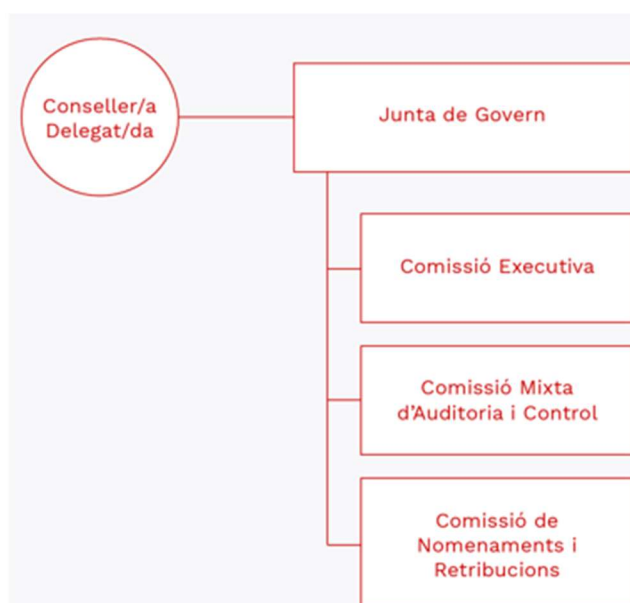 Conseller/a
Delegat/da
Junta de Govern
Comissió Executiva
Comissió Mixta
d'Auditoria i Control
Comissió de
Nomenaments i
Retribucions